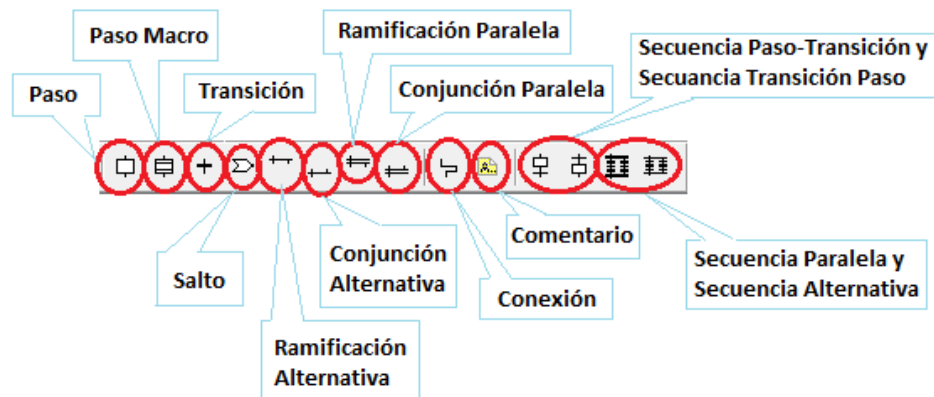 Paso Macro
Ramificación Paralela
Secuencia Paso-Transición y
Secuancia Transición Paso
Paso
Transición
Conjunción Paralela
A...
Salto
Conjunción
Alternativa
Comentario
Conexión
Secuencia Paralela y
Secuencia Alternativa
Ramificación
Alternativa